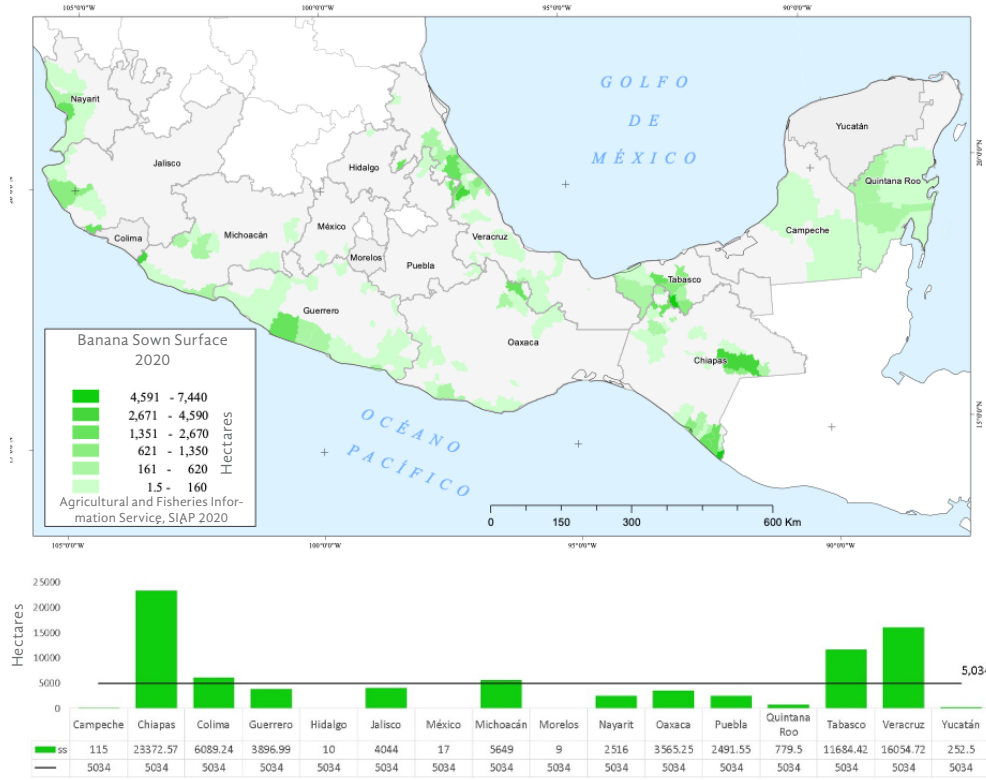 105°0'0"W 100°0'0"W 95°0'0"W 90°0'0"W
GOLFO
DE
MÉXICO
Nayarit
Yucatán
20°0'0"N
Jalisco
Hidalgo
Quintana Roo
Campeche
Colima
Michoacán
México
Veracruz
Morelos
Puebla
Tabasco
Guerrero
Oaxaca
Chiapas
Banana Sown Surface
2020
4,591 - 7,440
2,671 - 4,590
1,351 - 2,670
621 - 1,350
161 - 620
1.5 - 160
Hectares
Agricultural and Fisheries Infor-
mation Service, SIAP 2020
OCÉANO
PACÍFICO
15°0'0"N
0 150 300 600 Km
105°0'0"W 100°0'0"W 95°0'0"W 90°0'0"W
Hectares
25000
20000
15000
10000
5000
0
5,034
Campeche Chiapas Colima Guerrero Hidalgo Jalisco México Michoacán Morelos Nayarit Oaxaca Puebla Quintana Roo Tabasco Veracruz Yucatán
ss 115 23372.57 6089.24 3896.99 10 4044 17 5649 9 2516 3565.25 2491.55 779.5 11684.42 16054.72 252.5
5034 5034 5034 5034 5034 5034 5034 5034 5034 5034 5034 5034 5034 5034 5034 5034